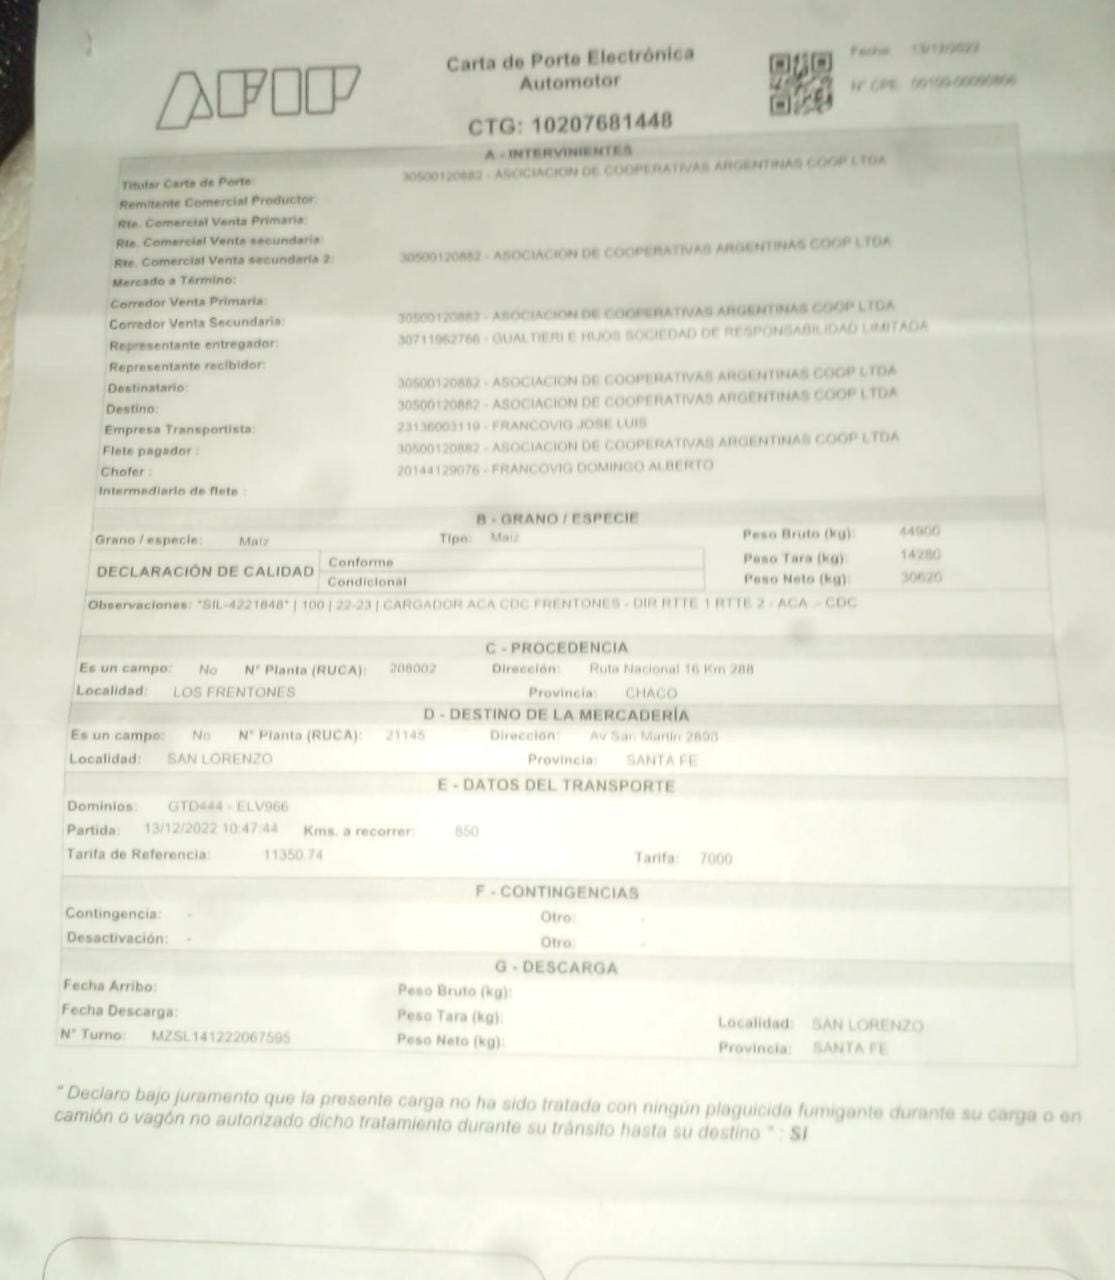 AFIP
Carta de Porte Electrónica
Automotor
CTG: 10207681448
Fecha: 13/12/2022
N° CPE:
A - INTERVINIENTES
Titular Carta de Porte: 30500120882 - ASOCIACION DE COOPERATIVAS ARGENTINAS COOP LTDA
Remitente Comercial Productor:
Rte. Comercial Venta Primaria:
Rte. Comercial Venta secundaria:
Rte. Comercial Venta secundaria 2: 30500120882 - ASOCIACION DE COOPERATIVAS ARGENTINAS COOP LTDA
Mercado a Término:
Corredor Venta Primaria:
Corredor Venta Secundaria: 30500120882 - ASOCIACION DE COOPERATIVAS ARGENTINAS COOP LTDA
Representante entregador: 30711962766 - GUALTIERI E HIJOS SOCIEDAD DE RESPONSABILIDAD LIMITADA
Representante recibidor:
Destinatario: 30500120882 - ASOCIACION DE COOPERATIVAS ARGENTINAS COOP LTDA
Destino: 30500120882 - ASOCIACION DE COOPERATIVAS ARGENTINAS COOP LTDA
Empresa Transportista: 23136003119 - FRANCOVIG JOSE LUIS
Flete pagador : 30500120882 - ASOCIACION DE COOPERATIVAS ARGENTINAS COOP LTDA
Chofer : 20144129076 - FRANCOVIG DOMINGO ALBERTO
Intermediario de flete :
B - GRANO / ESPECIE
Grano / especie: Maíz Tipo: Maiz Peso Bruto (kg): 44900
Peso Tara (kg): 14280
Peso Neto (kg): 30620
DECLARACIÓN DE CALIDAD
Conforme
Condicional
Observaciones: "SIL-4221848" | 100 | 22-23 | CARGADOR ACA CDC FRENTONES - DIR RTTE 1 RTTE 2 - ACA - CDC
C - PROCEDENCIA
Es un campo: No N° Planta (RUCA): 208002 Dirección: Ruta Nacional 16 Km 288
Localidad: LOS FRENTONES Provincia: CHACO
D - DESTINO DE LA MERCADERÍA
Es un campo: No N° Planta (RUCA): 21145 Dirección: Av San Martin
Localidad: SAN LORENZO Provincia: SANTA FE
E - DATOS DEL TRANSPORTE
Dominios: GTD444 - ELV966
Partida: 13/12/2022 10:47:44 Kms. a recorrer: 850
Tarifa de Referencia: 11350.74 Tarifa: 7000
F - CONTINGENCIAS
Contingencia: - Otro: -
Desactivación: - Otro: -
G - DESCARGA
Fecha Arribo: Peso Bruto (kg):
Fecha Descarga: Peso Tara (kg): Localidad: SAN LORENZO
N° Turno: MZSL141222067595 Peso Neto (kg): Provincia: SANTA FE
" Declaro bajo juramento que la presente carga no ha sido tratada con ningún plaguicida fumigante durante su carga o en
camión o vagón no autorizado dicho tratamiento durante su tránsito hasta su destino " : SI